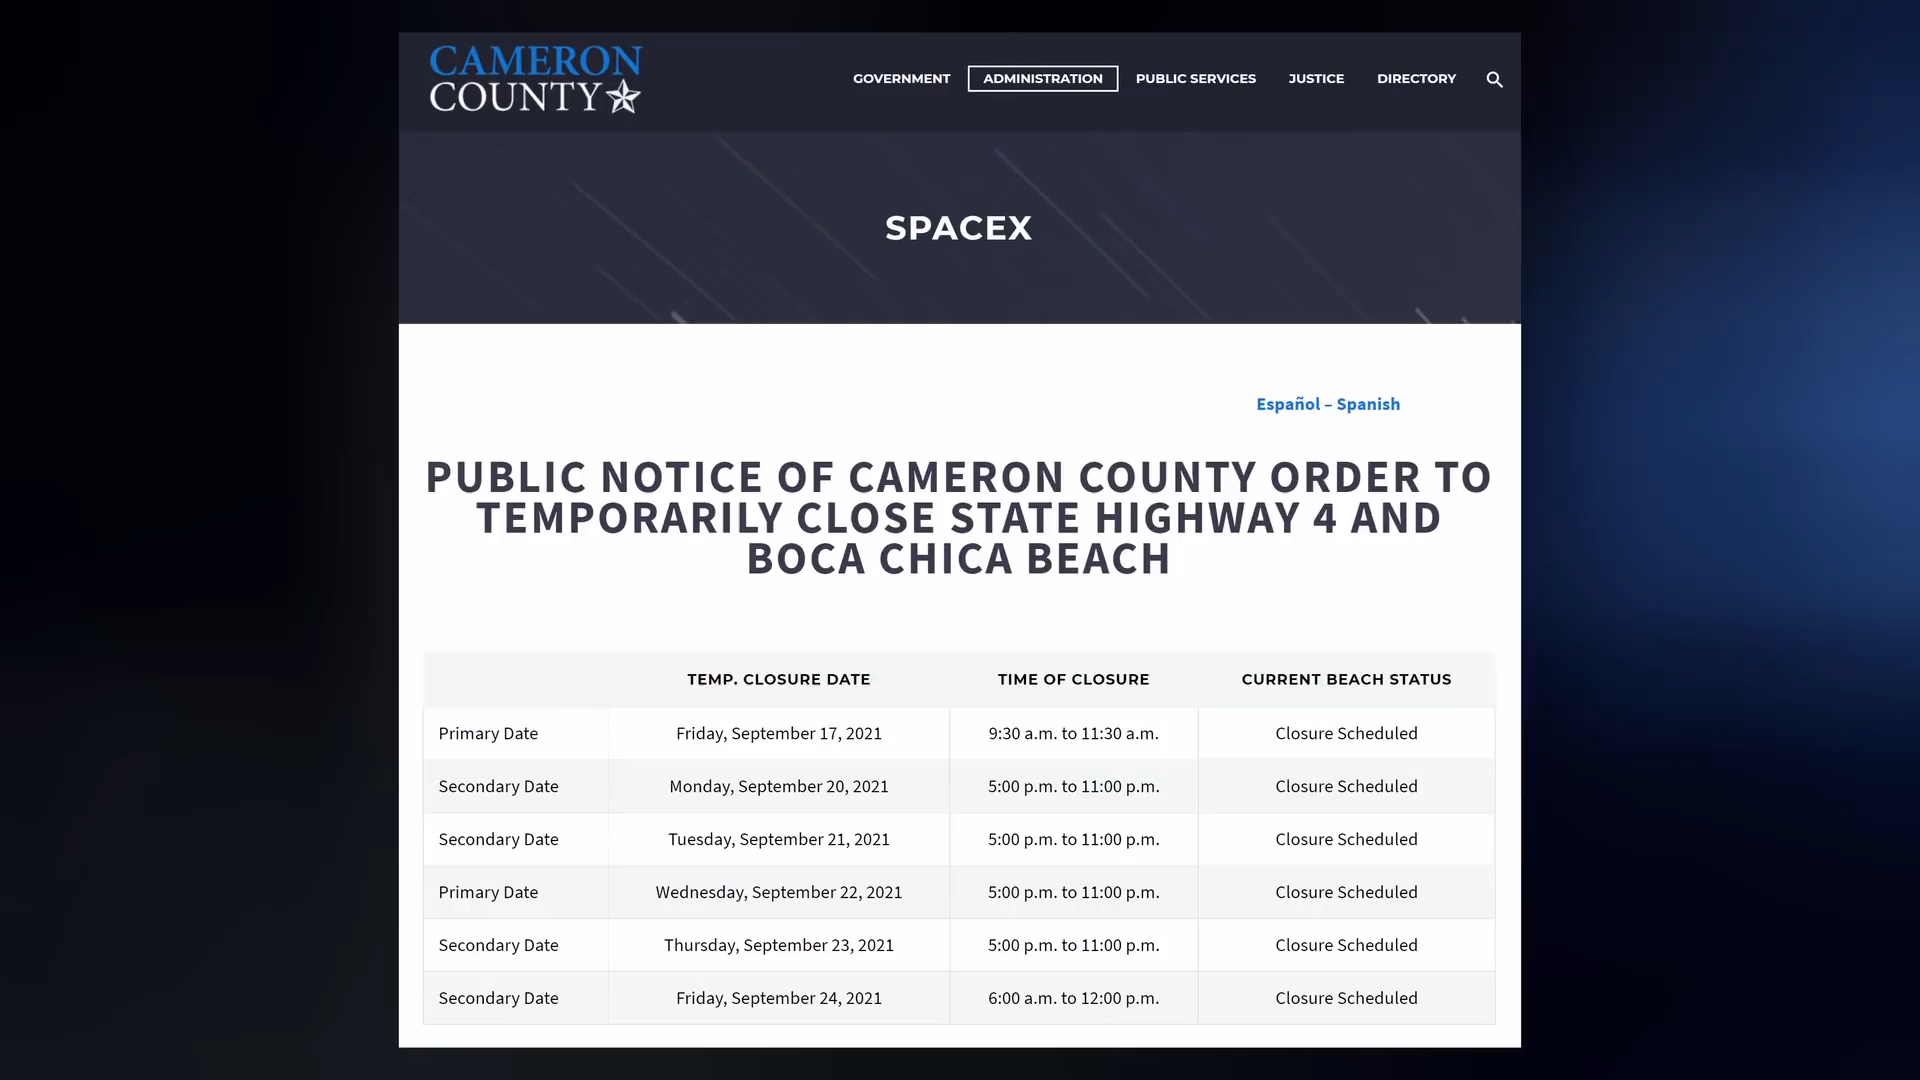 CAMERON
COUNTY
GOVERNMENT ADMINISTRATION PUBLIC SERVICES JUSTICE DIRECTORY
SPACEX
Español – Spanish
PUBLIC NOTICE OF CAMERON COUNTY ORDER TO
TEMPORARILY CLOSE STATE HIGHWAY 4 AND
BOCA CHICA BEACH
TEMP. CLOSURE DATE TIME OF CLOSURE CURRENT BEACH STATUS
Primary Date Friday, September 17, 2021 9:30 a.m. to 11:30 a.m. Closure Scheduled
Secondary Date Monday, September 20, 2021 5:00 p.m. to 11:00 p.m. Closure Scheduled
Secondary Date Tuesday, September 21, 2021 5:00 p.m. to 11:00 p.m. Closure Scheduled
Primary Date Wednesday, September 22, 2021 5:00 p.m. to 11:00 p.m. Closure Scheduled
Secondary Date Thursday, September 23, 2021 5:00 p.m. to 11:00 p.m. Closure Scheduled
Secondary Date Friday, September 24, 2021 6:00 a.m. to 12:00 p.m. Closure Scheduled